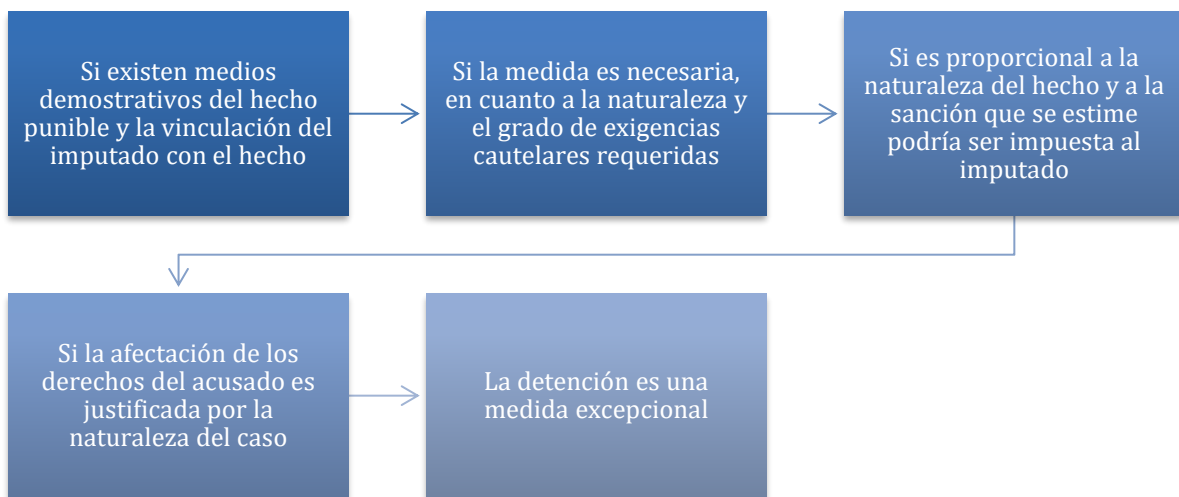 Si existen medios
demostrativos del hecho
punible y la vinculación del
imputado con el hecho
Si la medida es necesaria,
en cuanto a la naturaleza y
el grado de exigencias
cautelares requeridas
Si es proporcional a la
naturaleza del hecho y a la
sanción que se estime
podría ser impuesta al
imputado
Si la afectación de los
derechos del acusado es
justificada por la
naturaleza del caso
La detención es una
medida excepcional